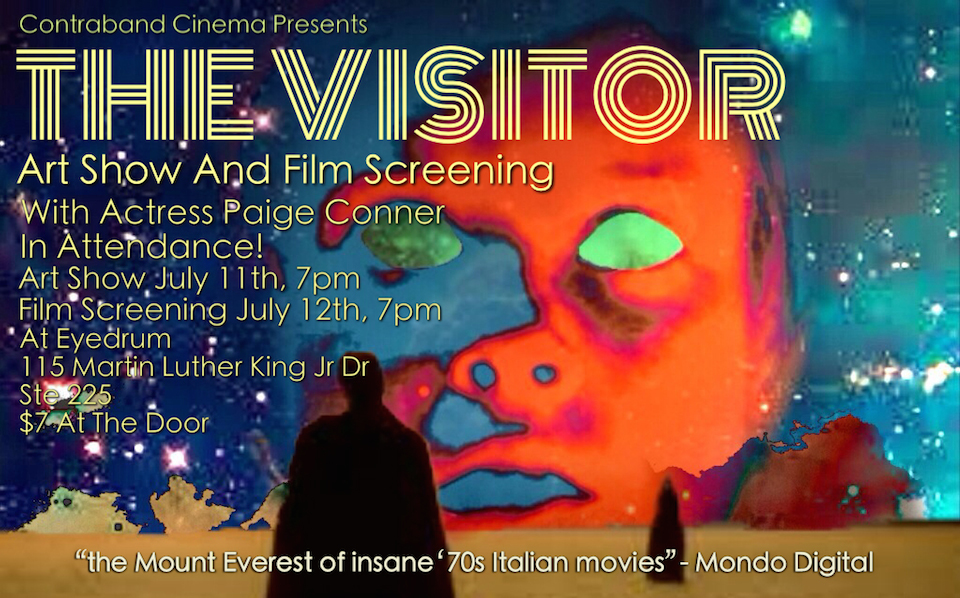 Contraband Cinema Presents
THE VISITOR
Art Show And Film Screening
With Actress Paige Conner
In Attendance!
Art Show July 11th, 7pm
Film Screening July 12th, 7pm
At Eyedrum
115 Martin Luther King Jr Dr
Ste 225
$7 At The Door
“the Mount Everest of insane ‘70s Italian movies” - Mondo Digital